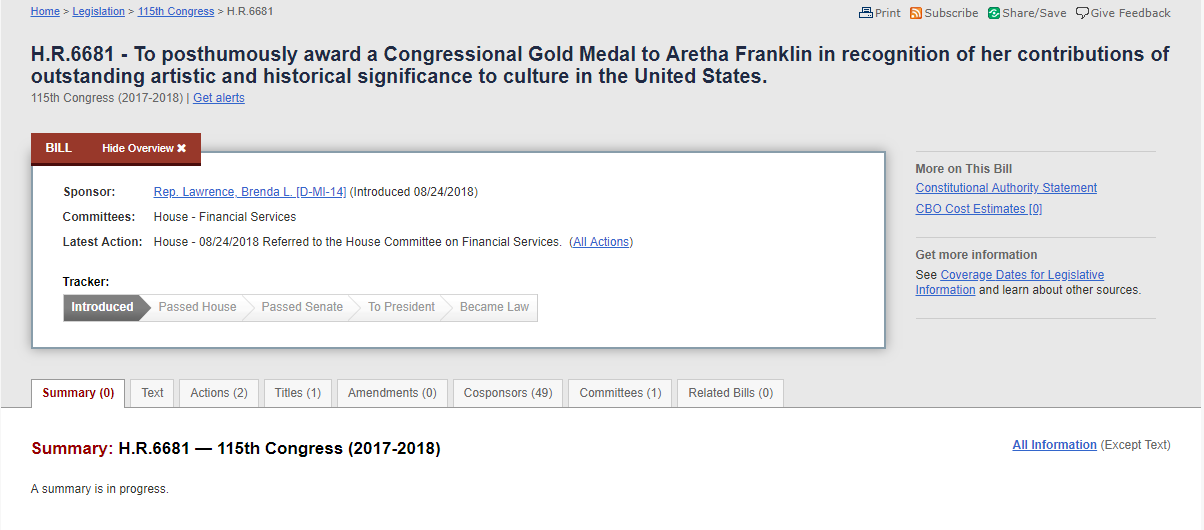 Home > Legislation > 115th Congress > H.R.6681
Print Subscribe Share/Save Give Feedback
H.R.6681 - To posthumously award a Congressional Gold Medal to Aretha Franklin in recognition of her contributions of
outstanding artistic and historical significance to culture in the United States.
115th Congress (2017-2018) | Get alerts
BILL Hide Overview ✖
Sponsor: Rep. Lawrence, Brenda L. [D-MI-14] (Introduced 08/24/2018)
Committees: House - Financial Services
Latest Action: House - 08/24/2018 Referred to the House Committee on Financial Services. (All Actions)
Tracker:
Introduced Passed House Passed Senate To President Became Law
More on This Bill
Constitutional Authority Statement
CBO Cost Estimates [0]
Get more information
See Coverage Dates for Legislative
Information and learn about other sources.
Summary (0) Text Actions (2) Titles (1) Amendments (0) Cosponsors (49) Committees (1) Related Bills (0)
Summary: H.R.6681 — 115th Congress (2017-2018)
All Information (Except Text)
A summary is in progress.